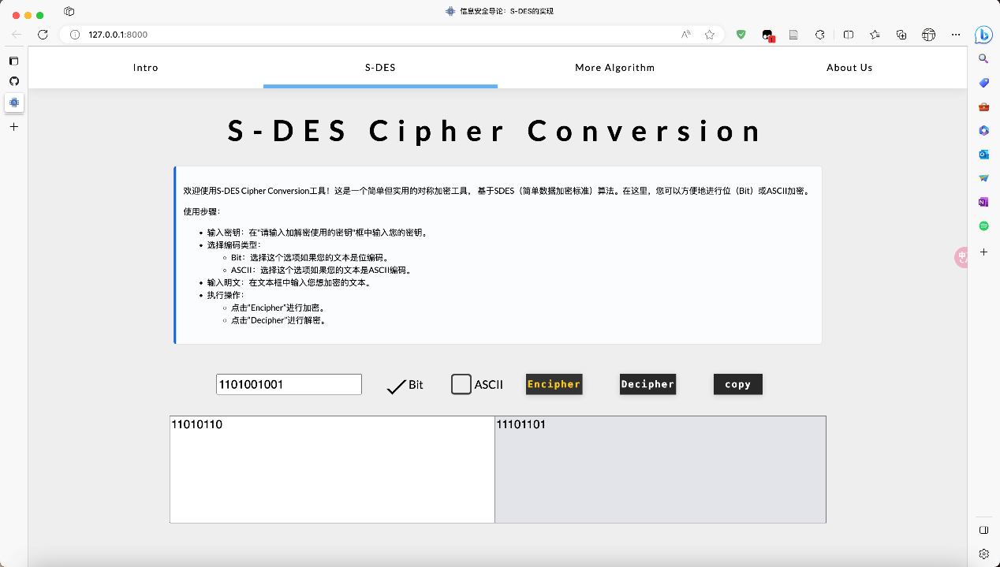 信息安全导论：S-DES的实现
127.0.0.1:8000
Intro
S-DES
More Algorithm
About Us
S-DES Cipher Conversion
欢迎使用S-DES Cipher Conversion工具！这是一个简单但实用的对称加密工具， 基于SDES（简单数据加密标准）算法。在这里，您可以方便地进行位（Bit）或ASCII加密。
使用步骤：
输入密钥：在"请输入加解密使用的密钥"框中输入您的密钥。
选择编码类型：
Bit：选择这个选项如果您的文本是位编码。
ASCII：选择这个选项如果您的文本是ASCII编码。
输入明文：在文本框中输入您想加密的文本。
执行操作：
点击“Encipher”进行加密。
点击“Decipher”进行解密。
1101001001
Bit
ASCII
Encipher
Decipher
copy
11010110
11101101